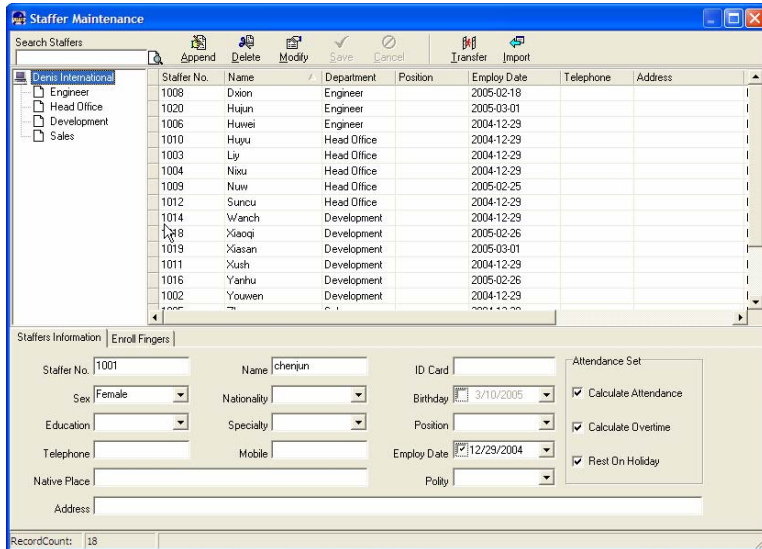 Staffer Maintenance
Search Staffers
Append Delete Modify Save Cancel Transfer Import
Denis International
Engineer
Head Office
Development
Sales
Staffer No. Name Department Position Employ Date Telephone Address
1008 Dxion Engineer 2005-02-18
1020 Hujun Engineer 2005-03-01
1006 Huwei Engineer 2004-12-29
1010 Huyu Head Office 2004-12-29
1003 Liy Head Office 2004-12-29
1004 Nixu Head Office 2004-12-29
1009 Nuw Head Office 2005-02-25
1012 Suncu Head Office 2004-12-29
1014 Wanch Development 2004-12-29
Xiaoqi Development 2005-02-26
1019 Xiasan Development 2005-03-01
1011 Xush Development 2004-12-29
1016 Yanhu Development 2005-02-26
1002 Youwen Development 2004-12-29
Staffers Information Enroll Fingers
Staffer No. 1001 Name chenjun ID Card Attendance Set
Sex Female Nationality Birthday 3/10/2005 Calculate Attendance
Education Specialty Position Calculate Overtime
Telephone Mobile Employ Date 12/29/2004 Rest On Holiday
Native Place Polity
Address
RecordCount: 18